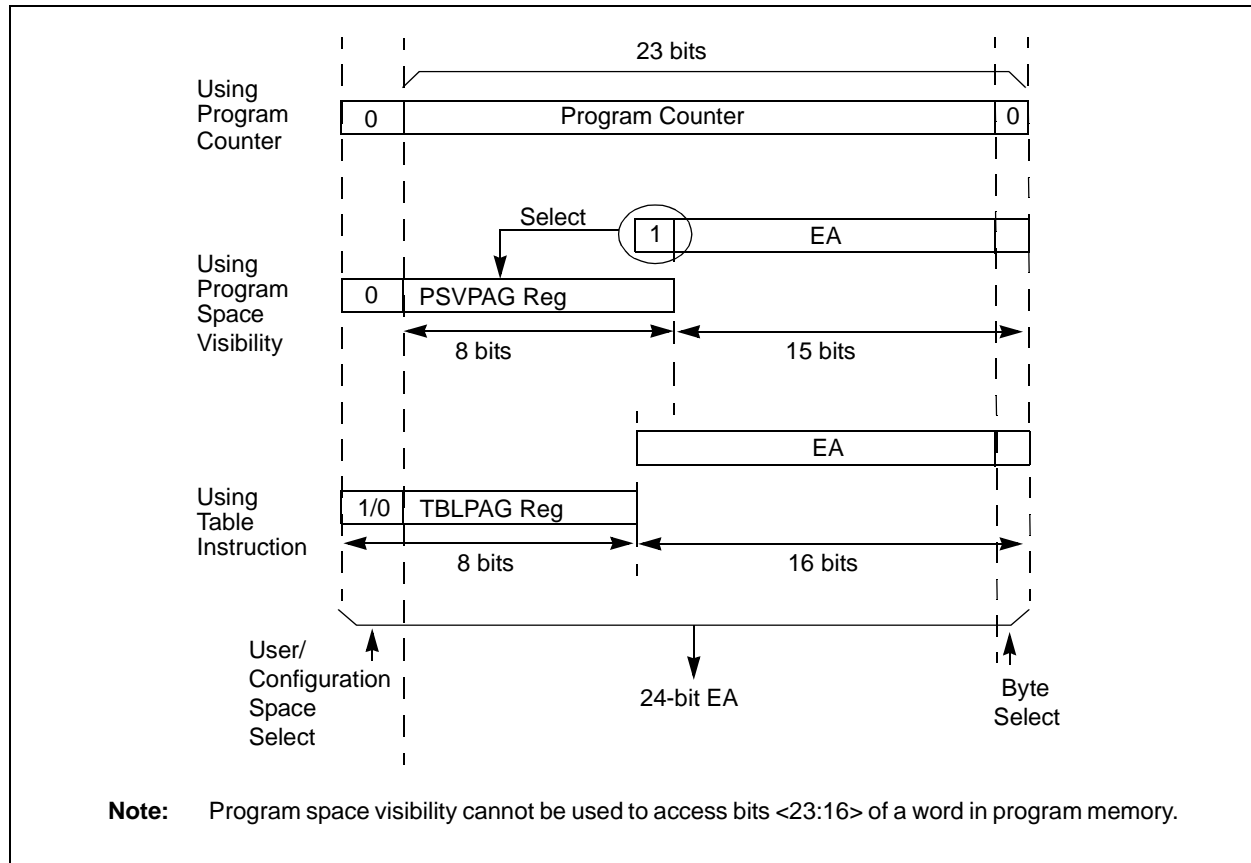 23 bits
Using
Program
Counter
0
Program Counter
0
Select
1
EA
Using
Program
Space
Visibility
0
PSVPAG Reg
8 bits
15 bits
EA
Using
Table
Instruction
1/0
TBLPAG Reg
8 bits
16 bits
User/
Configuration
Space
Select
24-bit EA
Byte
Select
Note: Program space visibility cannot be used to access bits <23:16> of a word in program memory.